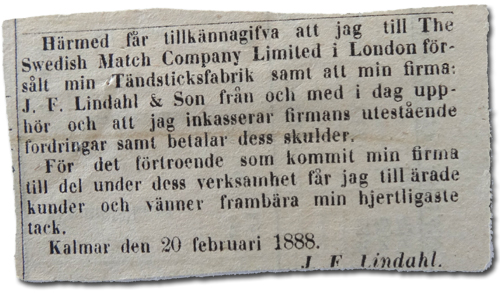 Härmed får tillkännagifva att jag till The
Swedish Match Company Limited i London för-
sålt min Tändsticksfabrik samt att min firma:
J. F. Lindahl & Son från och med i dag upp-
hör och att jag inkasserar firmans utestående
fordringar samt betalar dess skulder.
För det förtroende som kommit min firma
till del under dess verksamhet får jag till ärade
kunder och vänner frambära min hjertligaste
tack.
Kalmar den 20 februari 1888.
J. F. Lindahl.